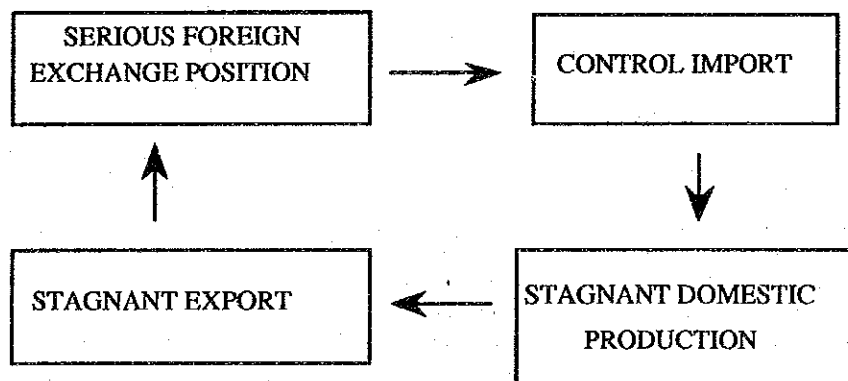 SERIOUS FOREIGN
EXCHANGE POSITION
CONTROL IMPORT
STAGNANT EXPORT
STAGNANT DOMESTIC
PRODUCTION